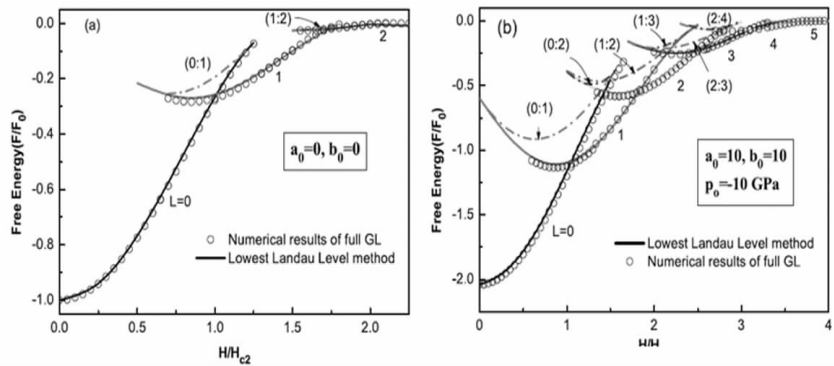 (a)
(1:2)
0.0
2
(0:1)
1
-0.2
-0.4
a0=0, b0=0
-0.6
L=0
-0.8
Numerical results of full GL
Lowest Landau Level method
-1.0
0.0 0.5 1.0 1.5 2.0
H/Hc2
Free Energy(F/F0)
(b)
(1:3) (2:4)
0.0
5
4
3
(0:2) (1:2)
(2:3)
2
-0.5
(0:1)
1
-1.0
a0=10, b0=10
po=-10 GPa
-1.5
L=0
Lowest Landau Level method
Numerical results of full GL
-2.0
0 1 2 3 4
Free Energy(F/F0)